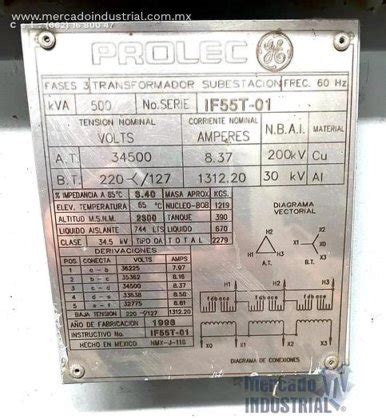 www.mercadoindustrial.com.mx
PROLEC GE
FASES 3 TRANSFORMADOR SUBESTACION FREC. 60 Hz
kVA 500 No. SERIE IF55T-01
TENSION NOMINAL CORRIENTE NOMINAL N.B.A.I. MATERIAL
VOLTS AMPERES
A.T. 34500 8.37 200kV Cu
B.T. 220 /127 1312.20 30 kV Al
% IMPEDANCIA A 85°C 3.40 MASA APROX KGS.
ELEV. TEMPERATURA 65 °C NUCLEO-BOB 1219
ALTITUD M.S.N.M. 2300 TANQUE 390
LIQUIDO AISLANTE 744 LTS LIQUIDO 670
CLASE 34.5 kV TIPO OA TOTAL 2279
DIAGRAMA
VECTORIAL
H1 H2 H3
A.T.
X0 X1 X2 X3
B.T.
DERIVACIONES
POS CONECTA VOLTS AMPS
1 36225 7.97
2 35362 8.16
3 34500 8.37
4 33638 8.58
5 32775 8.81
BAJA TENSION 220 /127 1312.20
AÑO DE FABRICACION 1998
INSTRUCTIVO No. IF55T-01
HECHO EN MEXICO NMX-J-116
H1 H2 H3
X0 X1 X2 X3
DIAGRAMA DE CONEXIONES
Mercado
INDUSTRIAL